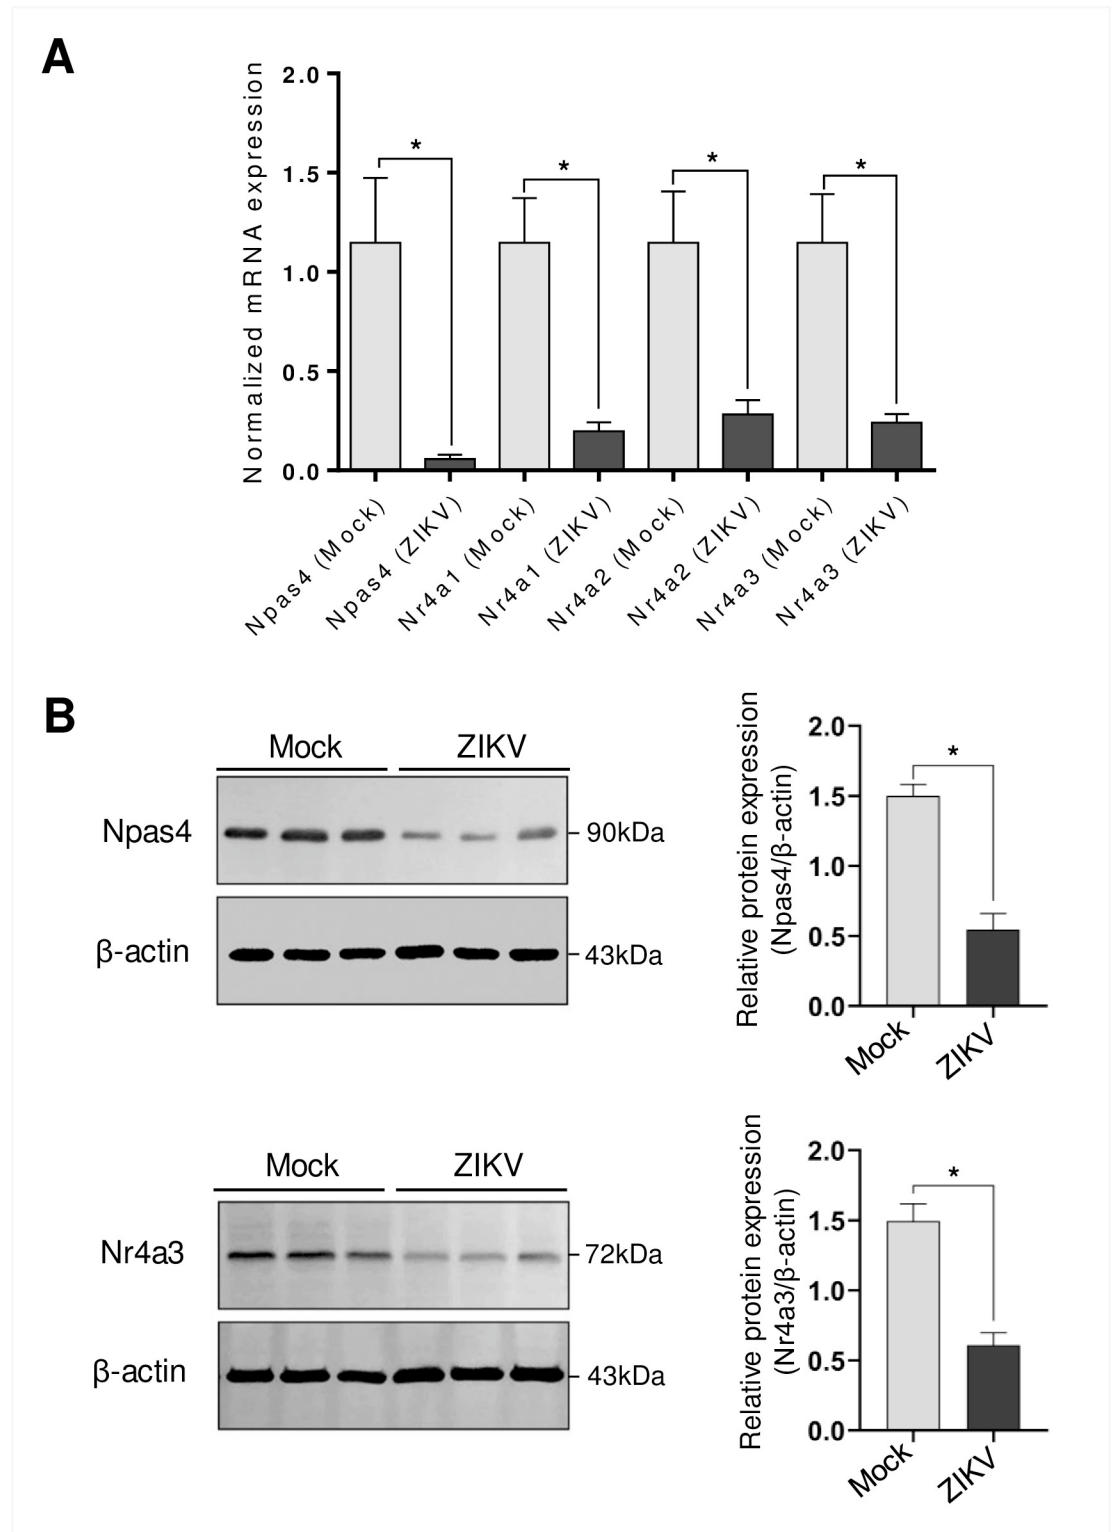 A
Normalized mRNA expression
2.0
1.5
1.0
0.5
0.0
*
*
*
*
Npas4 (Mock)
Npas4 (ZIKV)
Nr4a1 (Mock)
Nr4a1 (ZIKV)
Nr4a2 (Mock)
Nr4a2 (ZIKV)
Nr4a3 (Mock)
Nr4a3 (ZIKV)
B
Mock ZIKV
Npas4
90kDa
β-actin
43kDa
Relative protein expression
(Npas4/β-actin)
2.0
1.5
1.0
0.5
0.0
*
Mock
ZIKV
Mock ZIKV
Nr4a3
72kDa
β-actin
43kDa
Relative protein expression
(Nr4a3/β-actin)
2.0
1.5
1.0
0.5
0.0
*
Mock
ZIKV